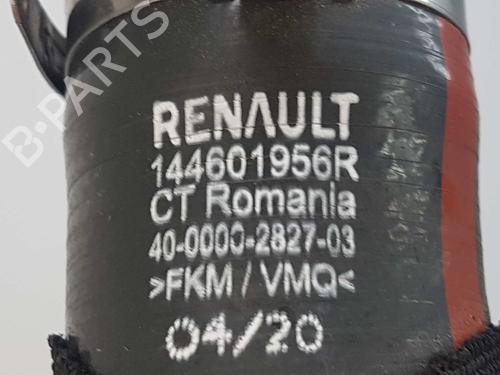 B-PARTS
RENAULT
144601956R
CT Romania
40-0000-2827-03
>FKM / VMQ<
04/20